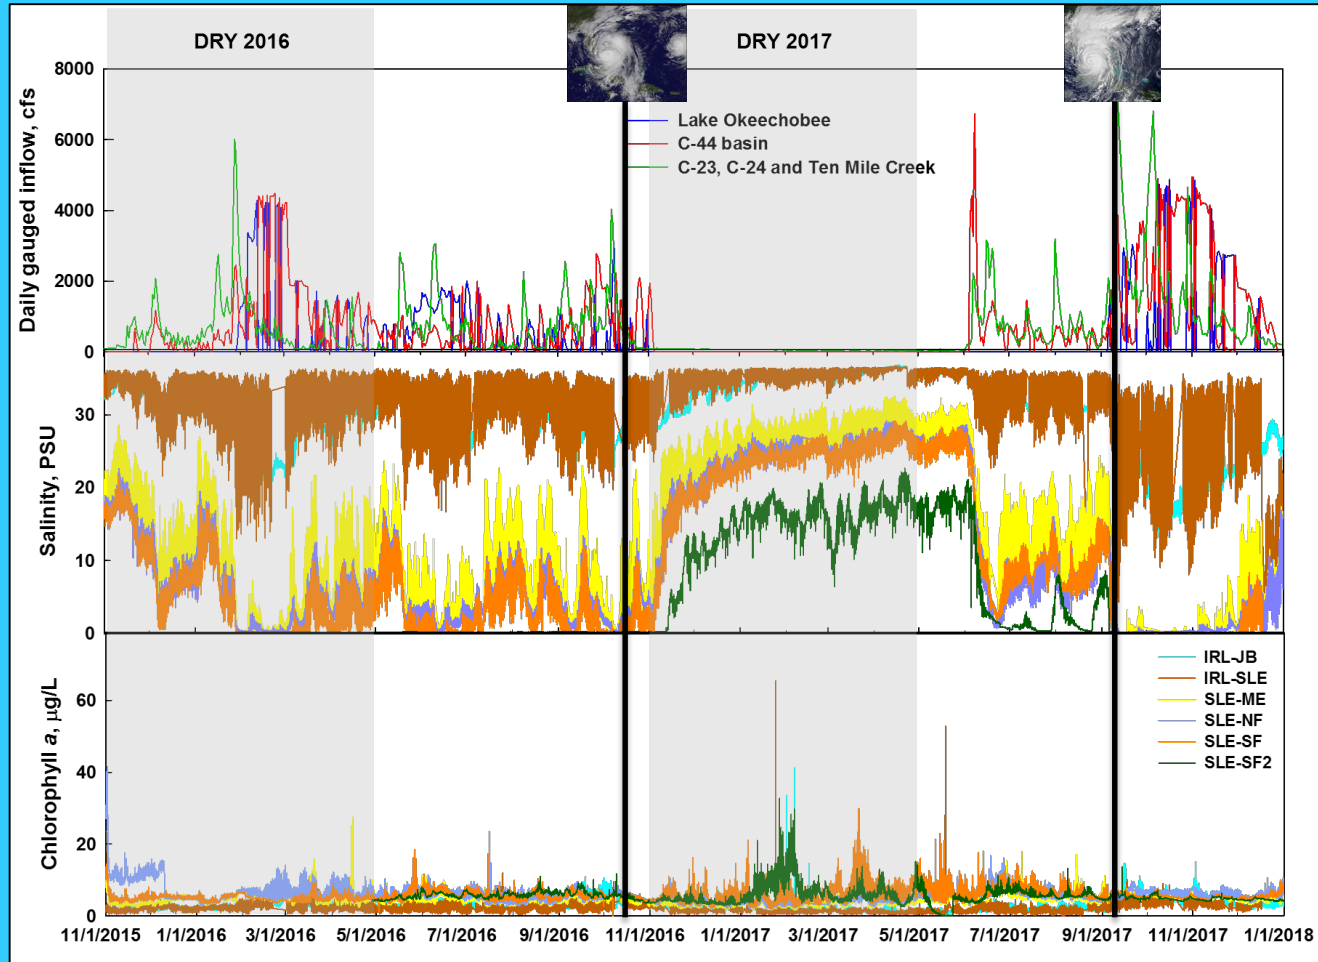 DRY 2016
DRY 2017
8000
6000
4000
2000
0
Daily gauged inflow, cfs
Lake Okeechobee
C-44 basin
C-23, C-24 and Ten Mile Creek
30
20
10
0
Salinity, PSU
60
40
20
0
Chlorophyll a, µg/L
IRL-JB
IRL-SLE
SLE-ME
SLE-NF
SLE-SF
SLE-SF2
11/1/2015 1/1/2016 3/1/2016 5/1/2016 7/1/2016 9/1/2016 11/1/2016 1/1/2017 3/1/2017 5/1/2017 7/1/2017 9/1/2017 11/1/2017 1/1/2018